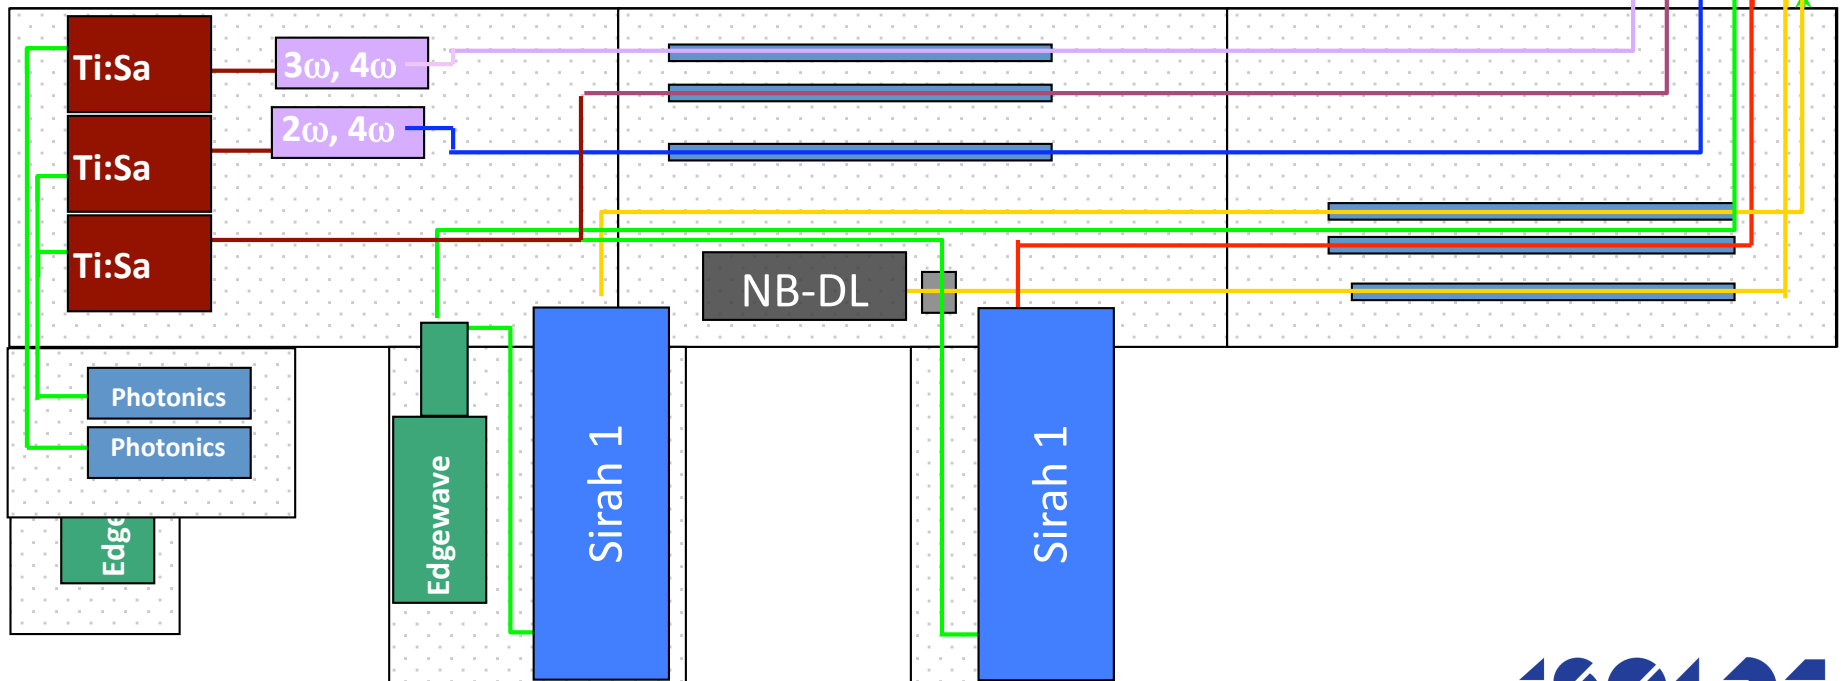 Ti:Sa
3ω, 4ω
2ω, 4ω
Ti:Sa
Ti:Sa
NB-DL
Photonics
Photonics
Edge
Edgewave
Sirah 1
Sirah 1